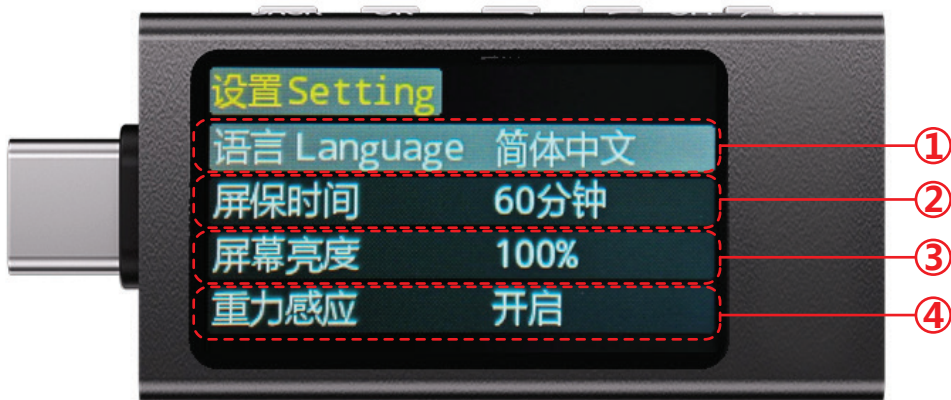 设置Setting
语言 Language 简体中文 ①
屏保时间 60分钟 ②
屏幕亮度 100% ③
重力感应 开启 ④